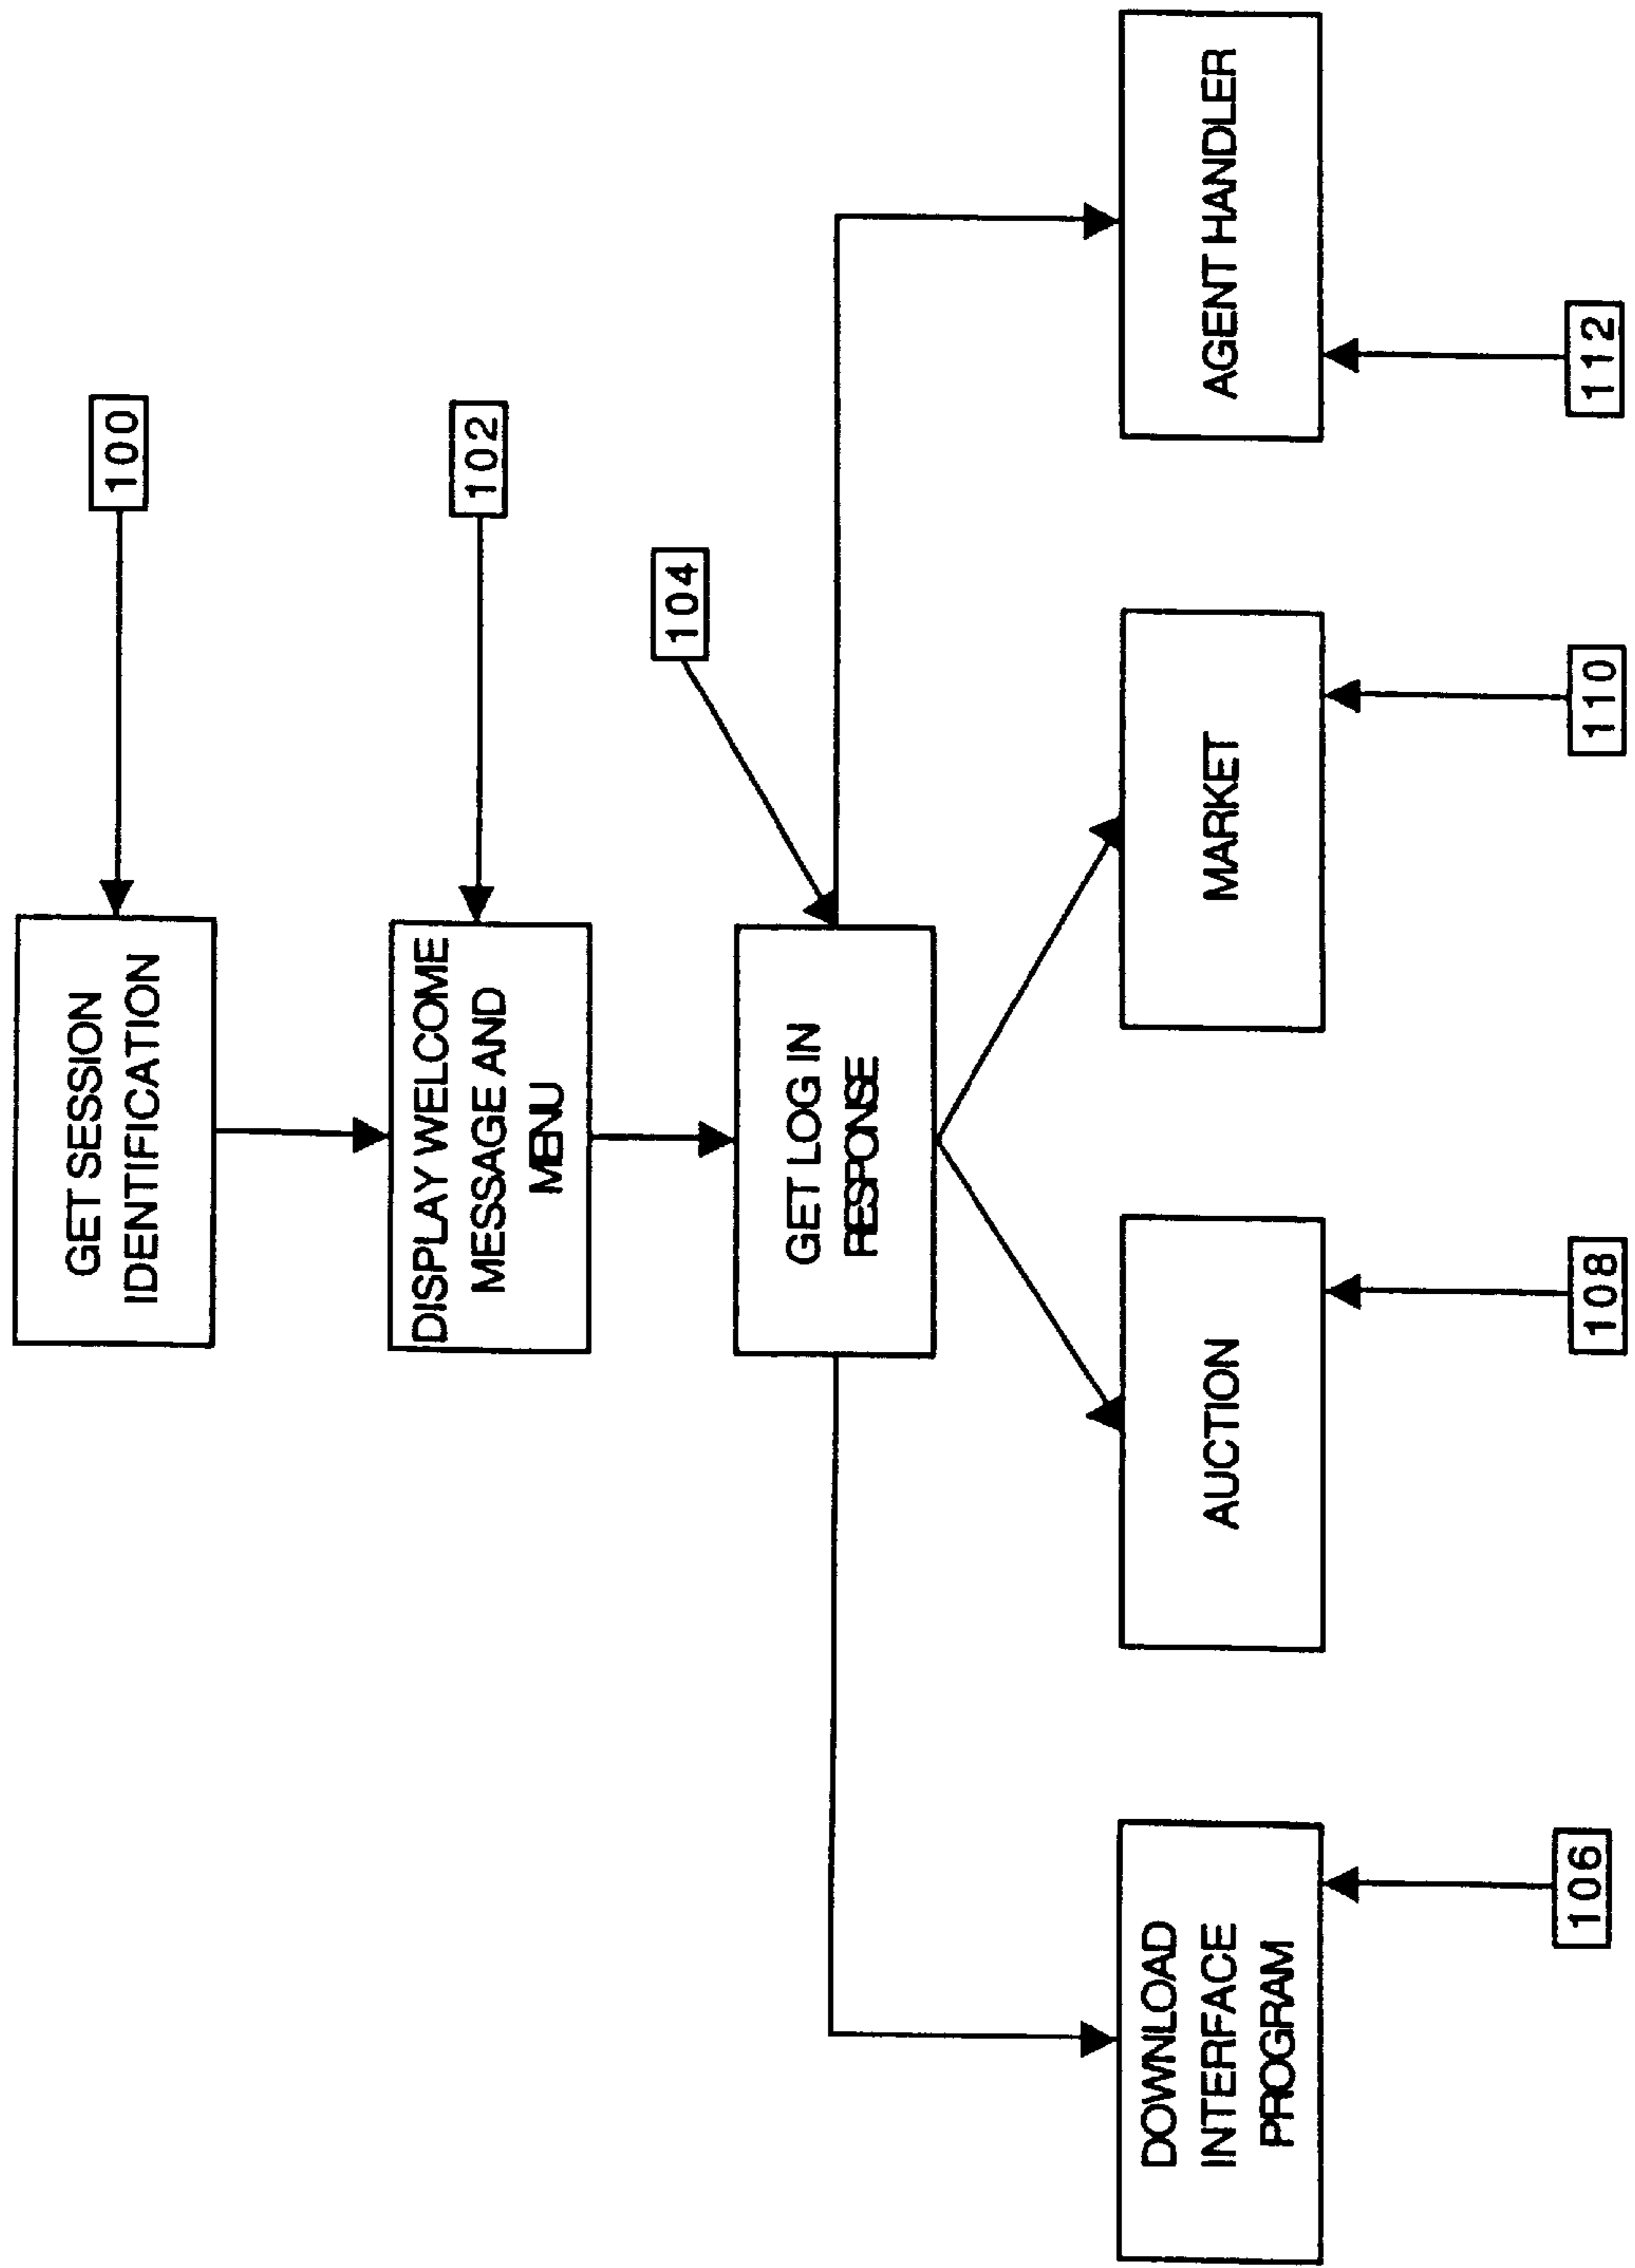 GET SESSION
IDENTIFICATION
100
DISPLAY WELCOME
MESSAGE AND
MENU
102
GET LOG IN
RESPONSE
104
DOWNLOAD
INTERFACE
PROGRAM
106
AUCTION
108
MARKET
110
AGENT HANDLER
112